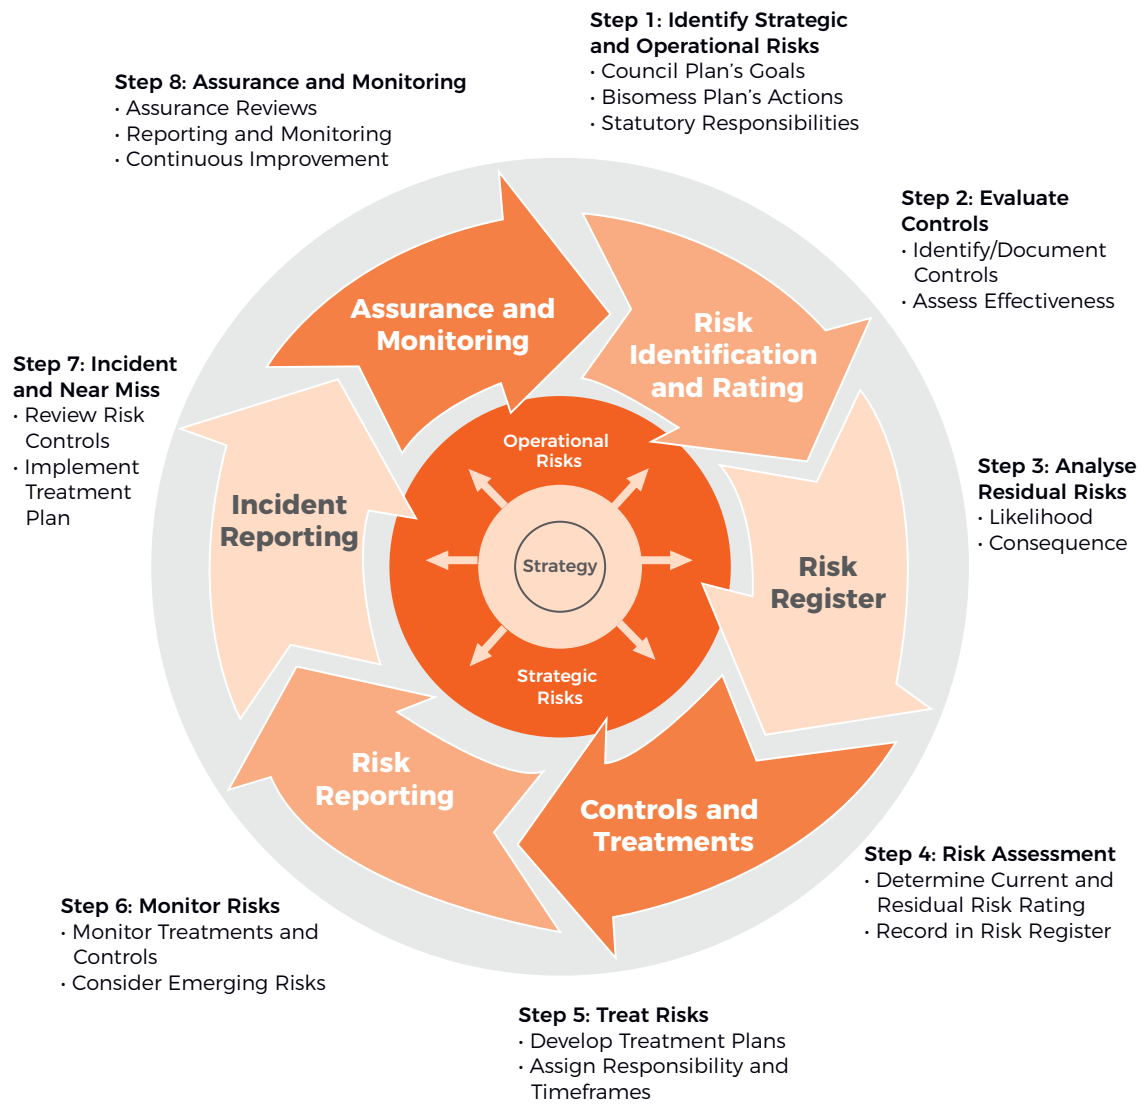 Step 1: Identify Strategic
and Operational Risks
• Council Plan's Goals
• Bisomess Plan's Actions
• Statutory Responsibilities
Step 2: Evaluate
Controls
• Identify/Document
Controls
• Assess Effectiveness
Step 3: Analyse
Residual Risks
• Likelihood
• Consequence
Step 4: Risk Assessment
• Determine Current and
Residual Risk Rating
• Record in Risk Register
Step 5: Treat Risks
• Develop Treatment Plans
• Assign Responsibility and
Timeframes
Step 6: Monitor Risks
• Monitor Treatments and
Controls
• Consider Emerging Risks
Step 7: Incident
and Near Miss
• Review Risk
Controls
• Implement
Treatment
Plan
Step 8: Assurance and Monitoring
• Assurance Reviews
• Reporting and Monitoring
• Continuous Improvement
Assurance and
Monitoring
Risk
Identification
and Rating
Risk
Register
Controls and
Treatments
Risk
Reporting
Incident
Reporting
Operational
Risks
Strategy
Strategic
Risks